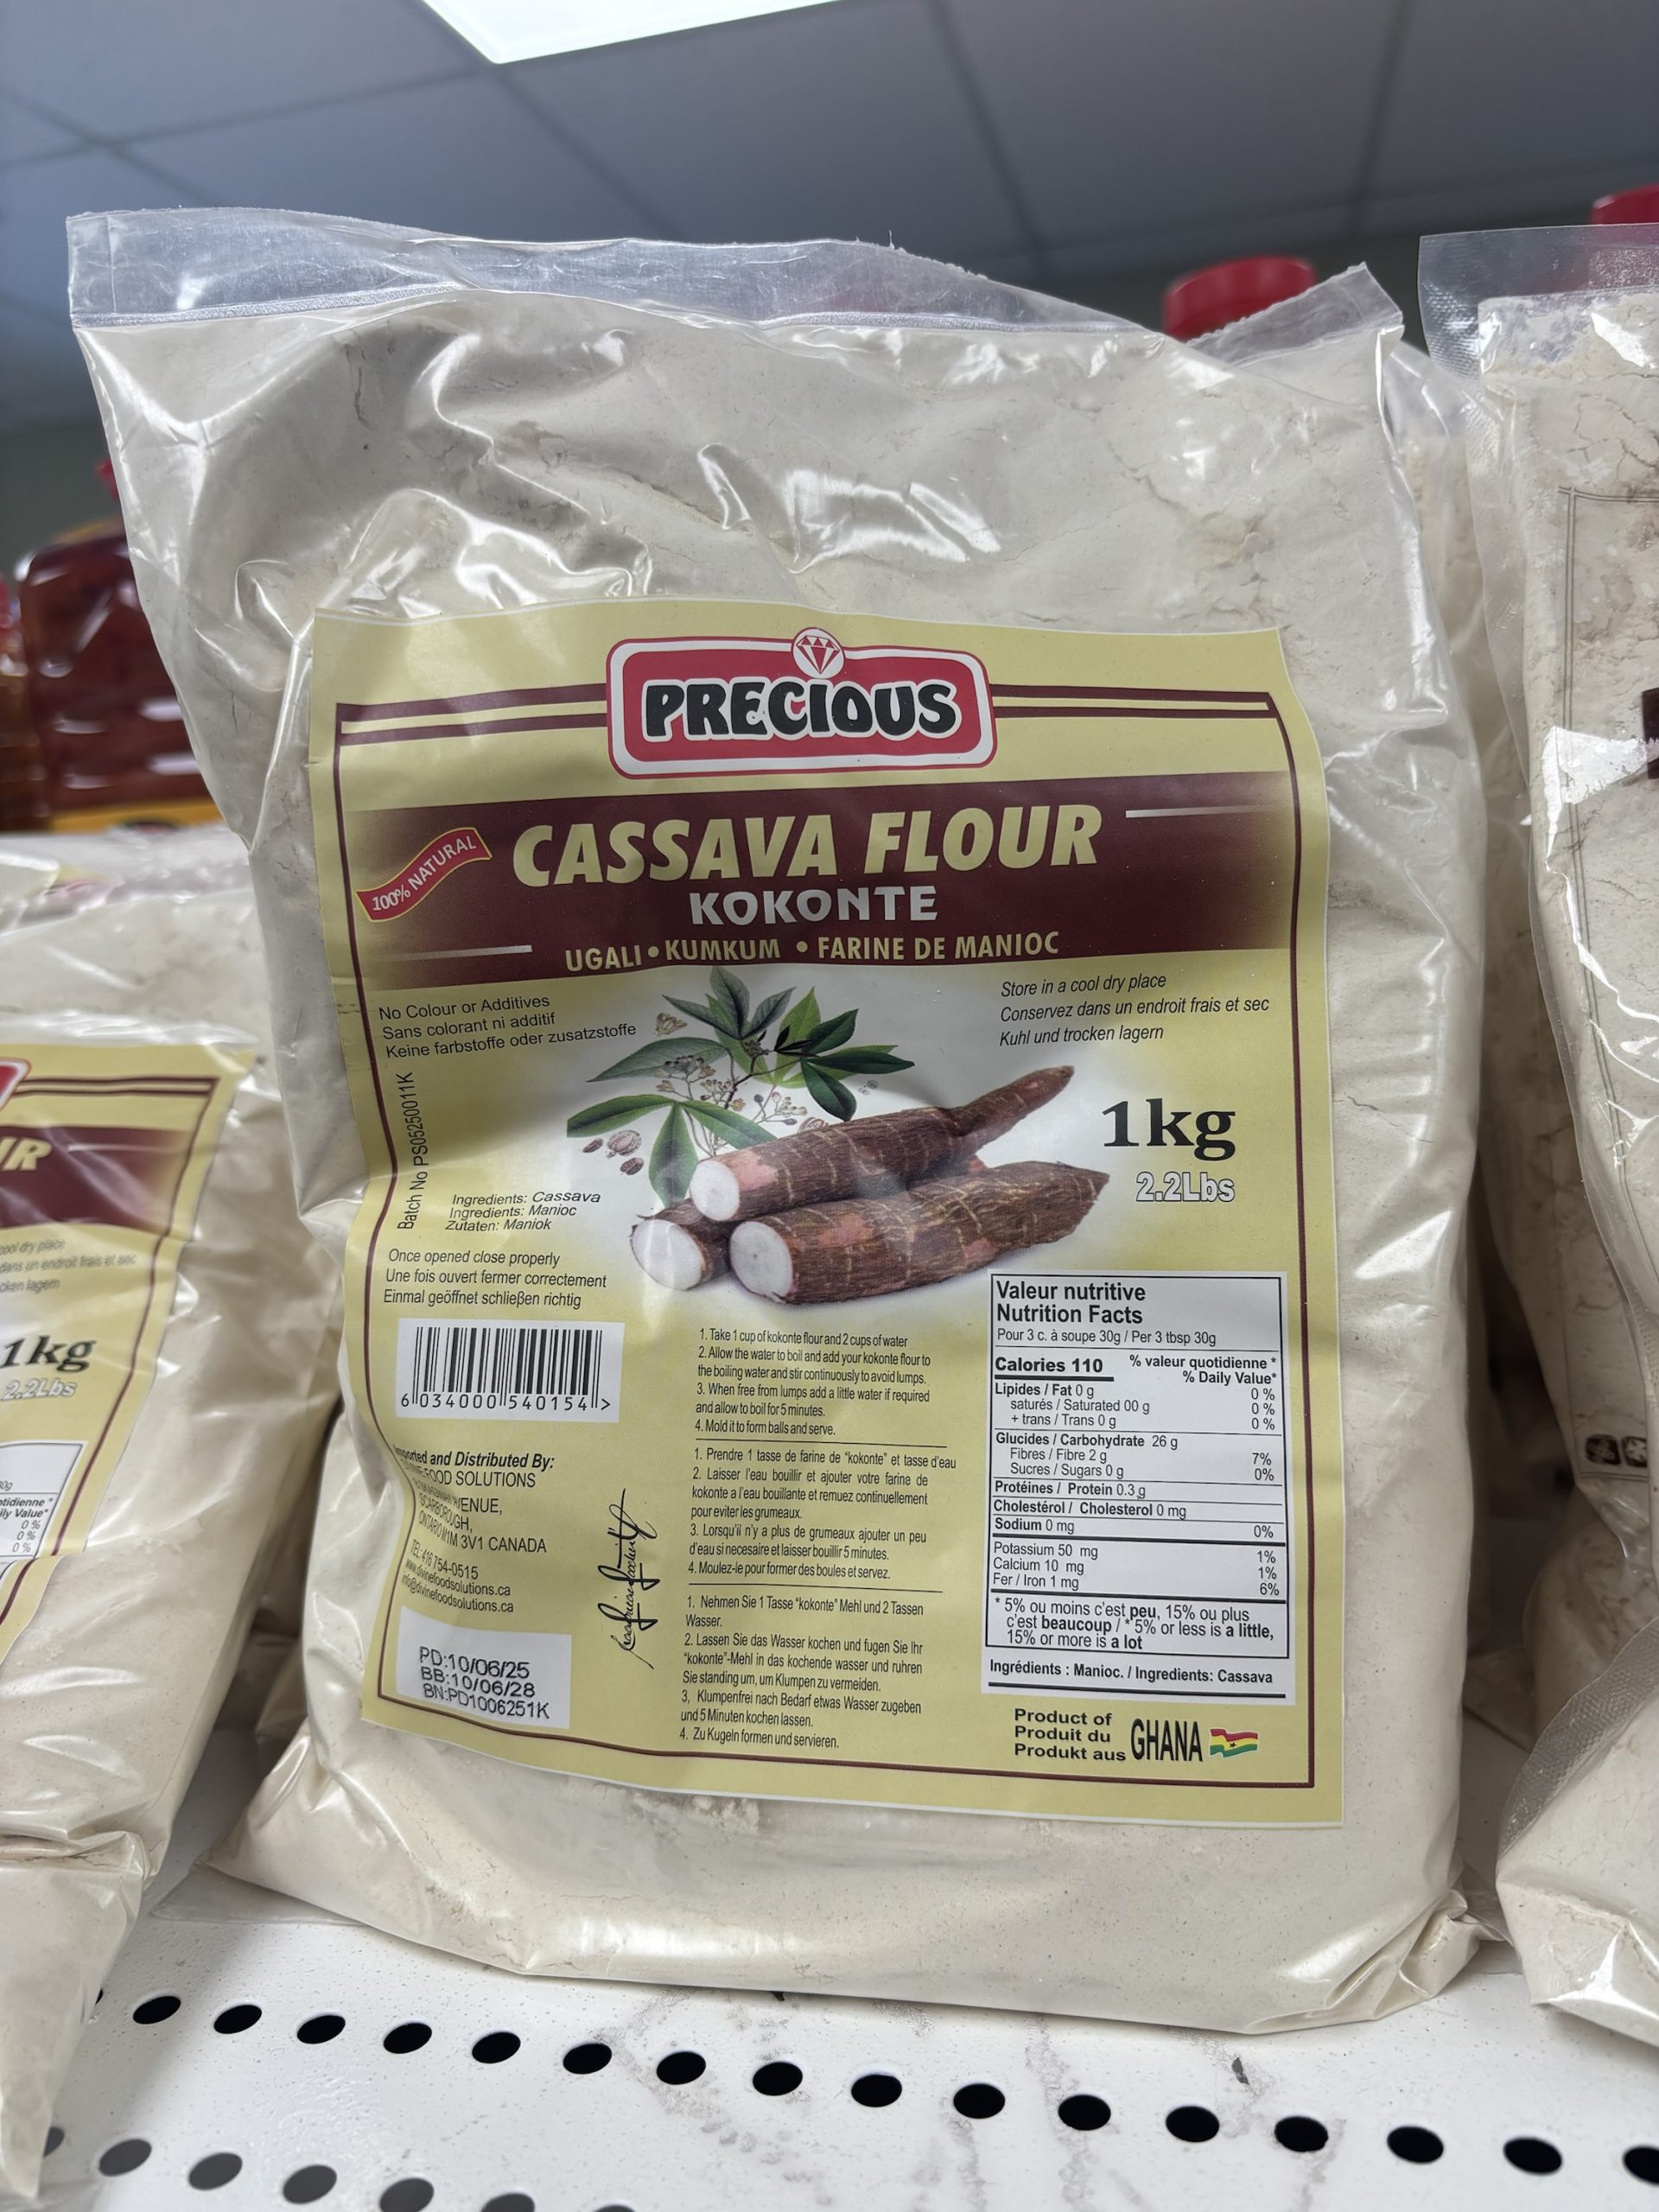 PRECIOUS
100% NATURAL
CASSAVA FLOUR
KOKONTE
UGALI • KUMKUM • FARINE DE MANIOC
No Colour or Additives
Sans colorant ni additif
Keine farbstoffe oder zusatzstoffe
Store in a cool dry place
Conservez dans un endroit frais et sec
Kuhl und trocken lagern
Batch No PS05250011K
1kg
2.2Lbs
Ingredients: Cassava
Ingredients: Manioc
Zutaten: Maniok
Once opened close properly
Une fois ouvert fermer correctement
Einmal geöffnet schließen richtig
6 034000 540154 >
1. Take 1 cup of kokonte flour and 2 cups of water
2. Allow the water to boil and add your kokonte flour to
the boiling water and stir continuously to avoid lumps.
3. When free from lumps add a little water if required
and allow to boil for 5 minutes.
4. Mold it to form balls and serve.
1. Prendre 1 tasse de farine de "kokonte" et tasse d'eau
2. Laisser l'eau bouillir et ajouter votre farine de
kokonte a l'eau bouillante et remuez continuellement
pour eviter les grumeaux.
3. Lorsqu'il n'y a plus de grumeaux ajouter un peu
d'eau si necesaire et laisser bouillir 5 minutes.
4. Moulez-le pour former des boules et servez.
1. Nehmen Sie 1 Tasse "kokonte" Mehl und 2 Tassen
Wasser.
2. Lassen Sie das Wasser kochen und fugen Sie Ihr
"kokonte"-Mehl in das kochende wasser und ruhren
Sie standing um, um Klumpen zu vermeiden.
3, Klumpenfrei nach Bedarf etwas Wasser zugeben
und 5 Minuten kochen lassen.
4. Zu Kugeln formen und servieren.
and Distributed By:
FOOD SOLUTIONS
AVENUE,
SCARBOROUGH,
ONTARIO M1M 3V1 CANADA
TEL: 416 754-0515
www.divinefoodsolutions.ca
info@divinefoodsolutions.ca
PD:10/06/25
BB:10/06/28
BN:PD1006251K
Valeur nutritive
Nutrition Facts
Pour 3 c. à soupe 30g / Per 3 tbsp 30g
Calories 110 % valeur quotidienne *
% Daily Value*
Lipides / Fat 0 g 0 %
saturés / Saturated 00 g 0 %
+ trans / Trans 0 g 0 %
Glucides / Carbohydrate 26 g
Fibres / Fibre 2 g 7%
Sucres / Sugars 0 g 0%
Protéines / Protein 0.3 g
Cholestérol / Cholesterol 0 mg
Sodium 0 mg 0%
Potassium 50 mg 1%
Calcium 10 mg 1%
Fer / Iron 1 mg 6%
* 5% ou moins c'est peu, 15% ou plus
c'est beaucoup / * 5% or less is a little,
15% or more is a lot
Ingrédients : Manioc. / Ingredients: Cassava
Product of
Produit du
Produkt aus
GHANA
1kg
2.2Lbs